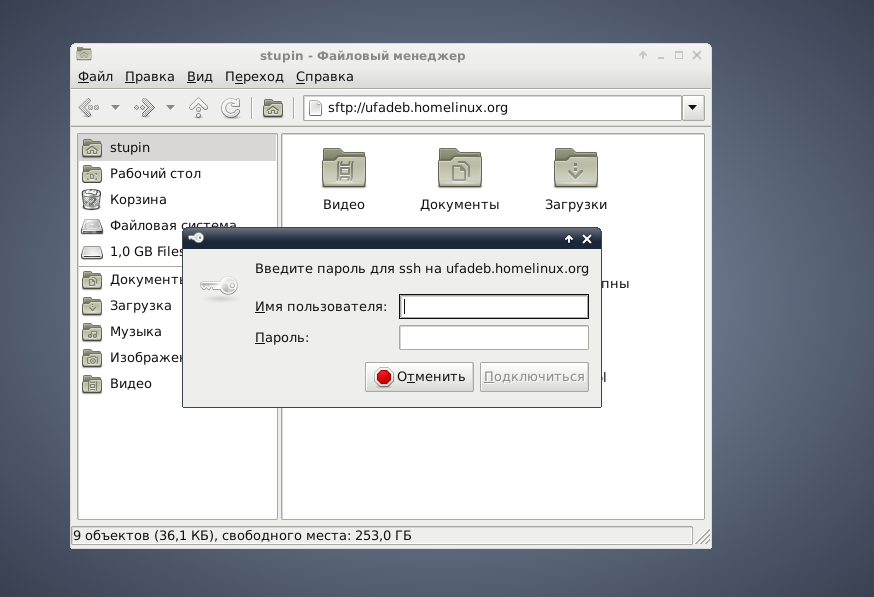 stupin - Файловый менеджер
Файл Правка Вид Переход Справка
sftp://ufadeb.homelinux.org
stupin
Рабочий стол
Корзина
Файловая система
1,0 GB Files
Документы
Загрузка
Музыка
Видео
Видео Документы Загрузки
Введите пароль для ssh на ufadeb.homelinux.org
Имя пользователя:
Пароль:
Отменить Подключиться
9 объектов (36,1 КБ), свободного места: 253,0 ГБ